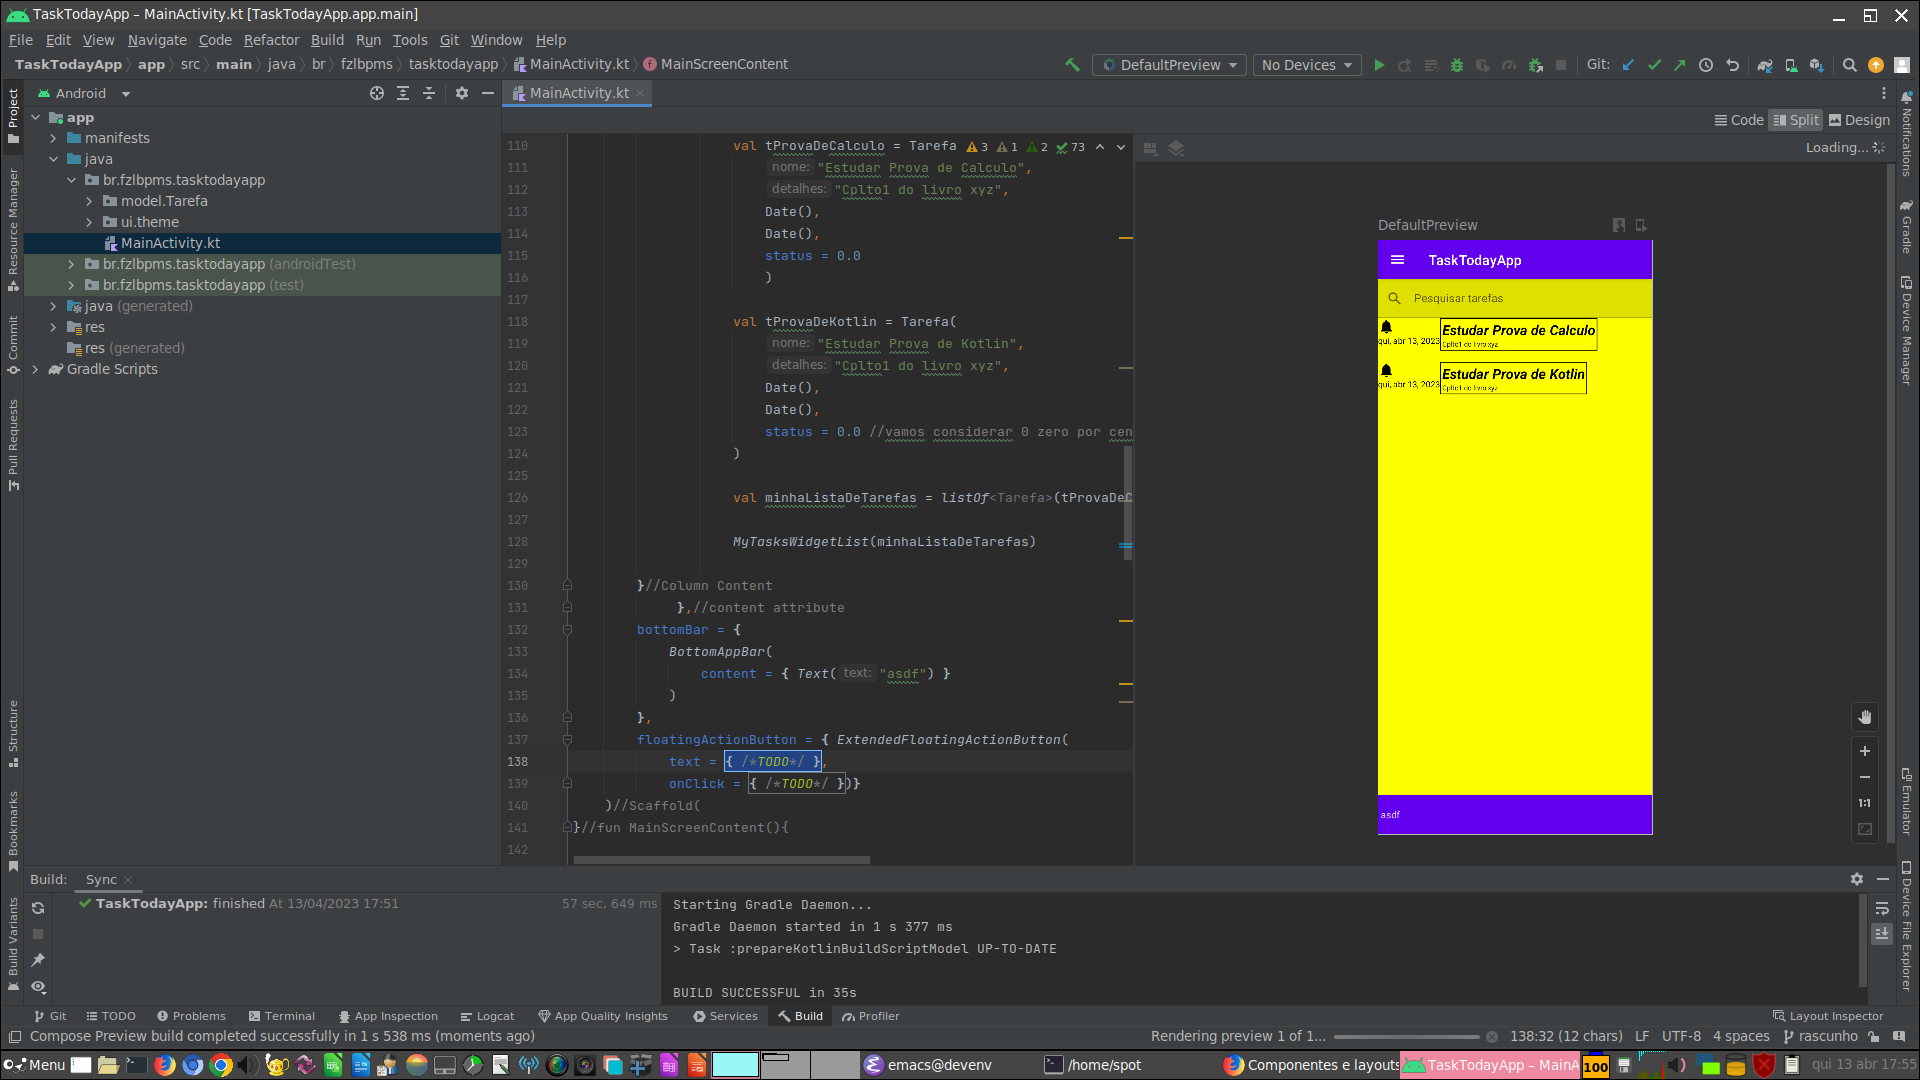 TaskTodayApp – MainActivity.kt [TaskTodayApp.app.main]
File Edit View Navigate Code Refactor Build Run Tools Git Window Help
TaskTodayApp app src main java br fzlbpms tasktodayapp MainActivity.kt MainScreenContent DefaultPreview No Devices Git:
Android MainActivity.kt
Code Split Design
Project
Resource Manager
Commit
Pull Requests
Structure
Bookmarks
Build Variants
app
manifests
java
br.fzlbpms.tasktodayapp
model.Tarefa
ui.theme
MainActivity.kt
br.fzlbpms.tasktodayapp (androidTest)
br.fzlbpms.tasktodayapp (test)
java (generated)
res
res (generated)
Gradle Scripts
110 val tProvaDeCalculo = Tarefa 3 1 2 73
111 nome: "Estudar Prova de Calculo",
112 detalhes: "Cplto1 do livro xyz",
113 Date(),
114 Date(),
115 status = 0.0
116 )
117
118 val tProvaDeKotlin = Tarefa(
119 nome: "Estudar Prova de Kotlin",
120 detalhes: "Cplto1 do livro xyz",
121 Date(),
122 Date(),
123 status = 0.0 //vamos considerar 0 zero por cen
124 )
125
126 val minhaListaDeTarefas = listOf<Tarefa>(tProvaDeC
127
128 MyTasksWidgetList(minhaListaDeTarefas)
129
130 }//Column Content
131 },//content attribute
132 bottomBar = {
133 BottomAppBar(
134 content = { Text( text: "asdf") }
135 )
136 },
137 floatingActionButton = { ExtendedFloatingActionButton(
138 text = { /*TODO*/ },
139 onClick = { /*TODO*/ })}
140 )//Scaffold(
141 }//fun MainScreenContent(){
142
Loading...
DefaultPreview
TaskTodayApp
Pesquisar tarefas
qui, abr 13, 2023
Estudar Prova de Calculo
Cplto1 do livro xyz
qui, abr 13, 2023
Estudar Prova de Kotlin
Cplto1 do livro xyz
asdf
1:1
Notifications
Gradle
Device Manager
Emulator
Device File Explorer
Build: Sync
TaskTodayApp: finished At 13/04/2023 17:51 57 sec, 649 ms
Starting Gradle Daemon...
Gradle Daemon started in 1 s 377 ms
> Task :prepareKotlinBuildScriptModel UP-TO-DATE
BUILD SUCCESSFUL in 35s
Git TODO Problems Terminal App Inspection Logcat App Quality Insights Services Build Profiler Layout Inspector
Compose Preview build completed successfully in 1 s 538 ms (moments ago) Rendering preview 1 of 1... 138:32 (12 chars) LF UTF-8 4 spaces rascunho
Menu emacs@devenv /home/spot Componentes e layouts TaskTodayApp – MainA 100 qui 13 abr 17:55